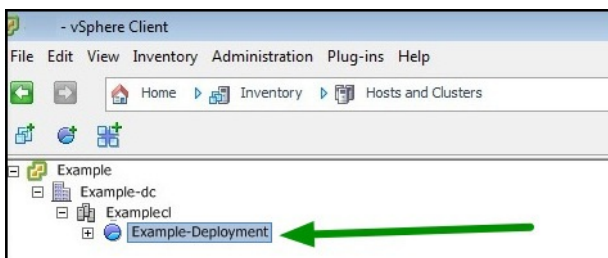 - vSphere Client
File Edit View Inventory Administration Plug-ins Help
Home Inventory Hosts and Clusters
Example
Example-dc
Examplecl
Example-Deployment